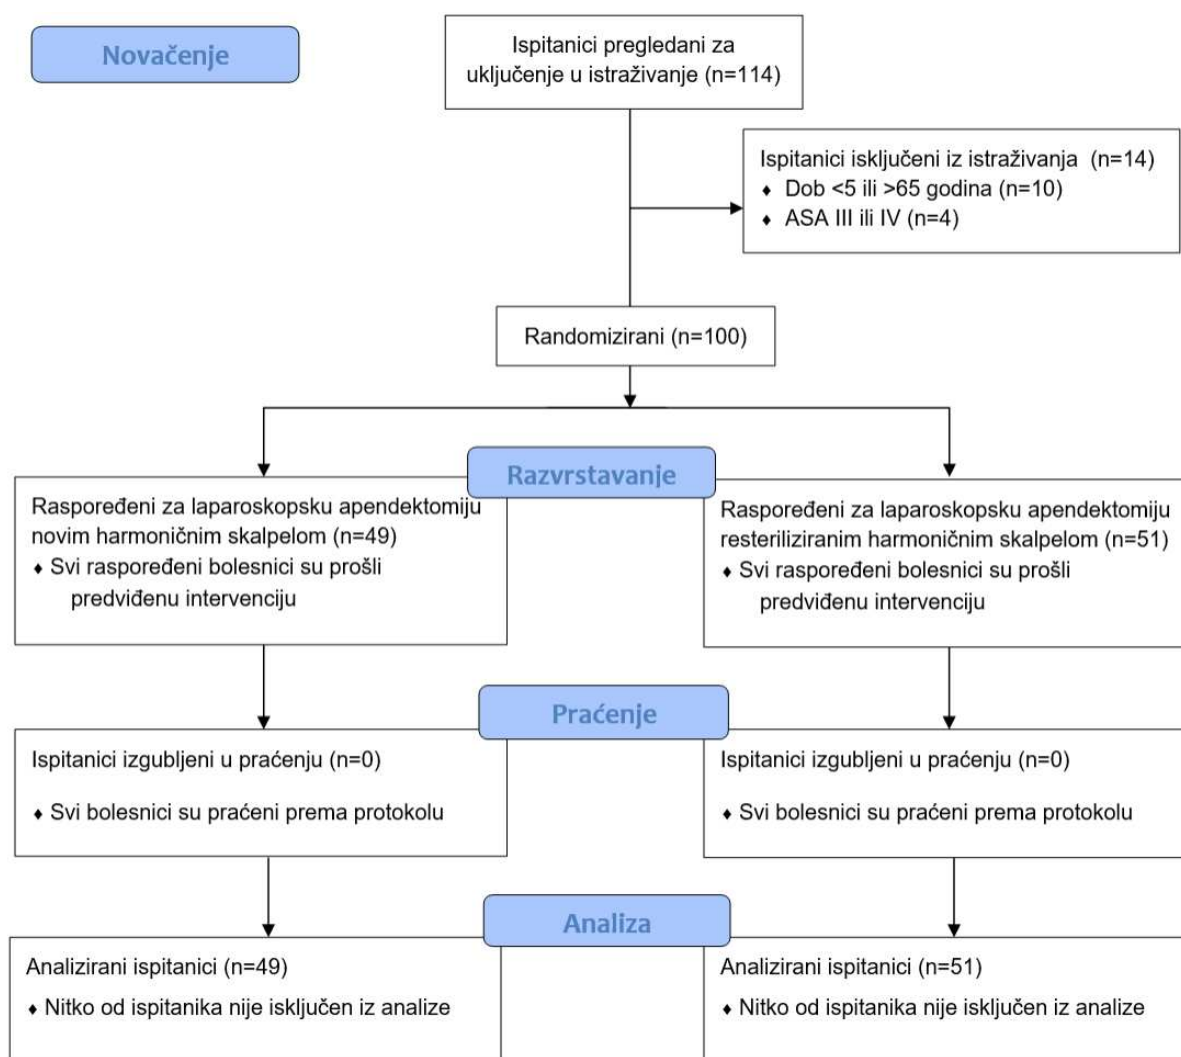 Novačenje
Ispitanici pregledani za
uključenje u istraživanje (n=114)
Ispitanici isključeni iz istraživanja (n=14)
♦ Dob <5 ili >65 godina (n=10)
♦ ASA III ili IV (n=4)
Randomizirani (n=100)
Razvrstavanje
Raspoređeni za laparoskopsku apendektomiju
novim harmoničnim skalpelom (n=49)
♦ Svi raspoređeni bolesnici su prošli
predviđenu intervenciju
Raspoređeni za laparoskopsku apendektomiju
resteriliziranim harmoničnim skalpelom (n=51)
♦ Svi raspoređeni bolesnici su prošli
predviđenu intervenciju
Praćenje
Ispitanici izgubljeni u praćenju (n=0)
♦ Svi bolesnici su praćeni prema protokolu
Ispitanici izgubljeni u praćenju (n=0)
♦ Svi bolesnici su praćeni prema protokolu
Analiza
Analizirani ispitanici (n=49)
♦ Nitko od ispitanika nije isključen iz analize
Analizirani ispitanici (n=51)
♦ Nitko od ispitanika nije isključen iz analize